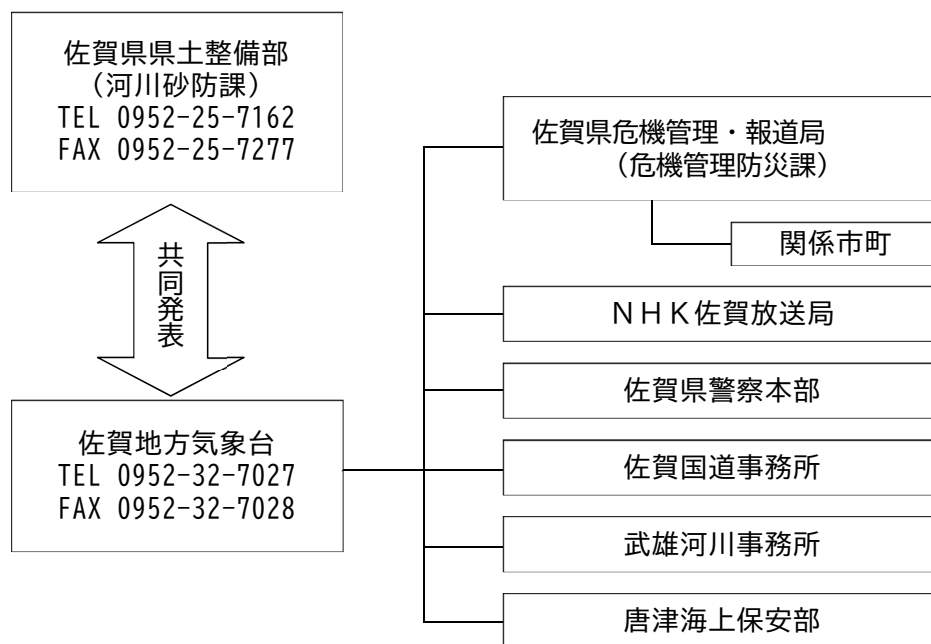 佐賀県県土整備部
（河川砂防課）
TEL 0952-25-7162
FAX 0952-25-7277
共同発表
佐賀地方気象台
TEL 0952-32-7027
FAX 0952-32-7028
佐賀県危機管理・報道局
（危機管理防災課）
関係市町
ＮＨＫ佐賀放送局
佐賀県警察本部
佐賀国道事務所
武雄河川事務所
唐津海上保安部